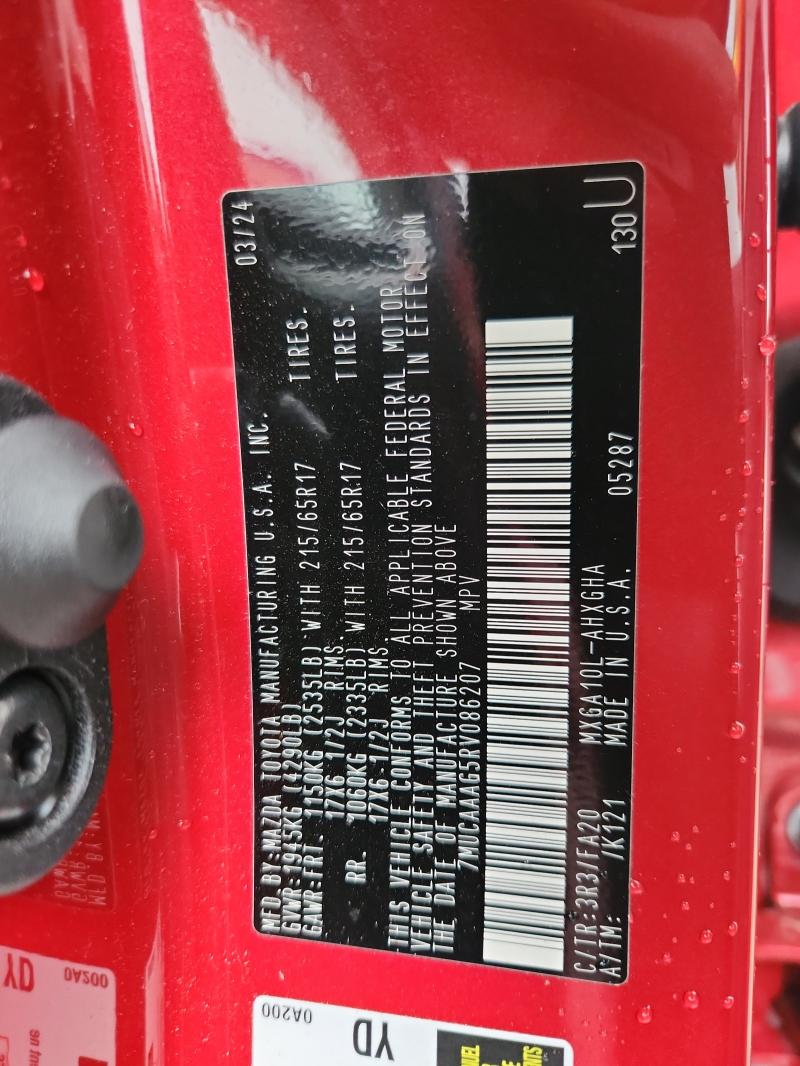 MFD BY: MAZDA TOYOTA MANUFACTURING U.S.A. INC. 03/24
GVWR: 1945KG (4290LB)
GAWR: FRT 1150KG (2535LB) WITH 215/65R17 TIRES.
17X6-1/2J RIMS.
RR. 1060KG (2335LB) WITH 215/65R17 TIRES.
17X6-1/2J RIMS.
THIS VEHICLE CONFORMS TO ALL APPLICABLE FEDERAL MOTOR
VEHICLE SAFETY AND THEFT PREVENTION STANDARDS IN EFFECT ON
THE DATE OF MANUFACTURE SHOWN ABOVE
7MUCAAAG5RV086207 MPV
C/TR:3R3/FA20 MXGA10L-AHXGHA
A/TM: /K121 MADE IN U.S.A. 05287 130U
YD
0A200
YD
0A200